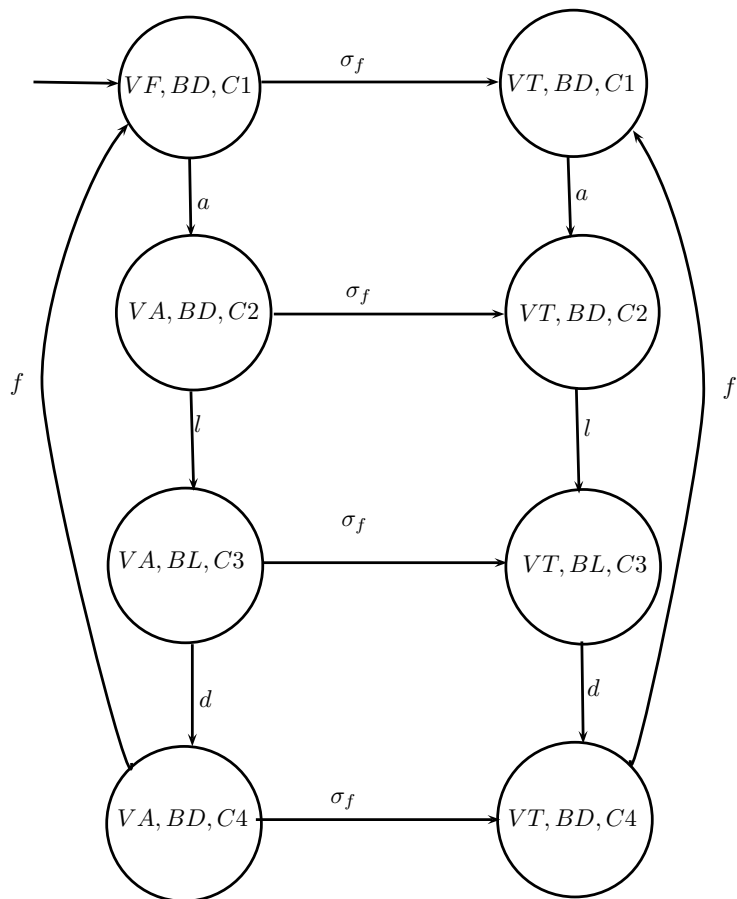 σ_f
VF, BD, C1
VT, BD, C1
a
a
σ_f
VA, BD, C2
VT, BD, C2
f
f
l
l
σ_f
VA, BL, C3
VT, BL, C3
d
d
σ_f
VA, BD, C4
VT, BD, C4